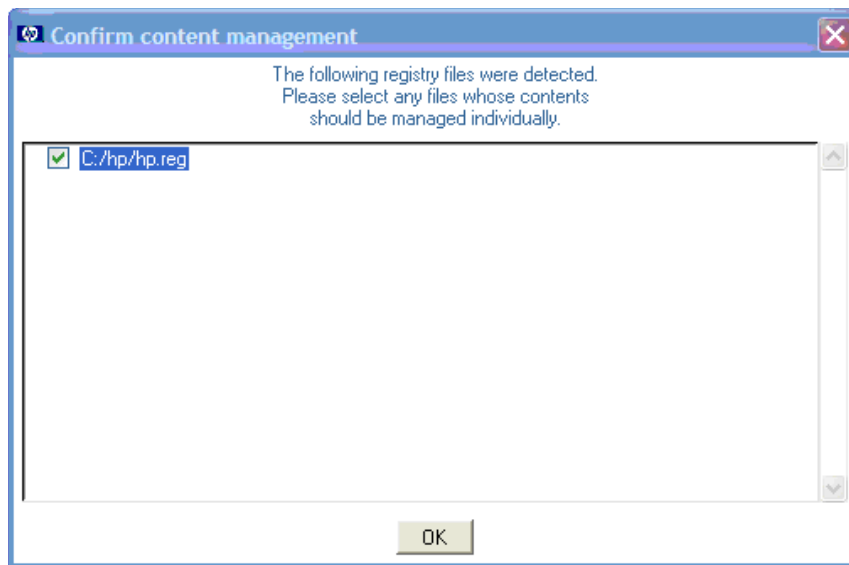 Confirm content management
The following registry files were detected.
Please select any files whose contents
should be managed individually.
C:/hp/hp.reg
OK